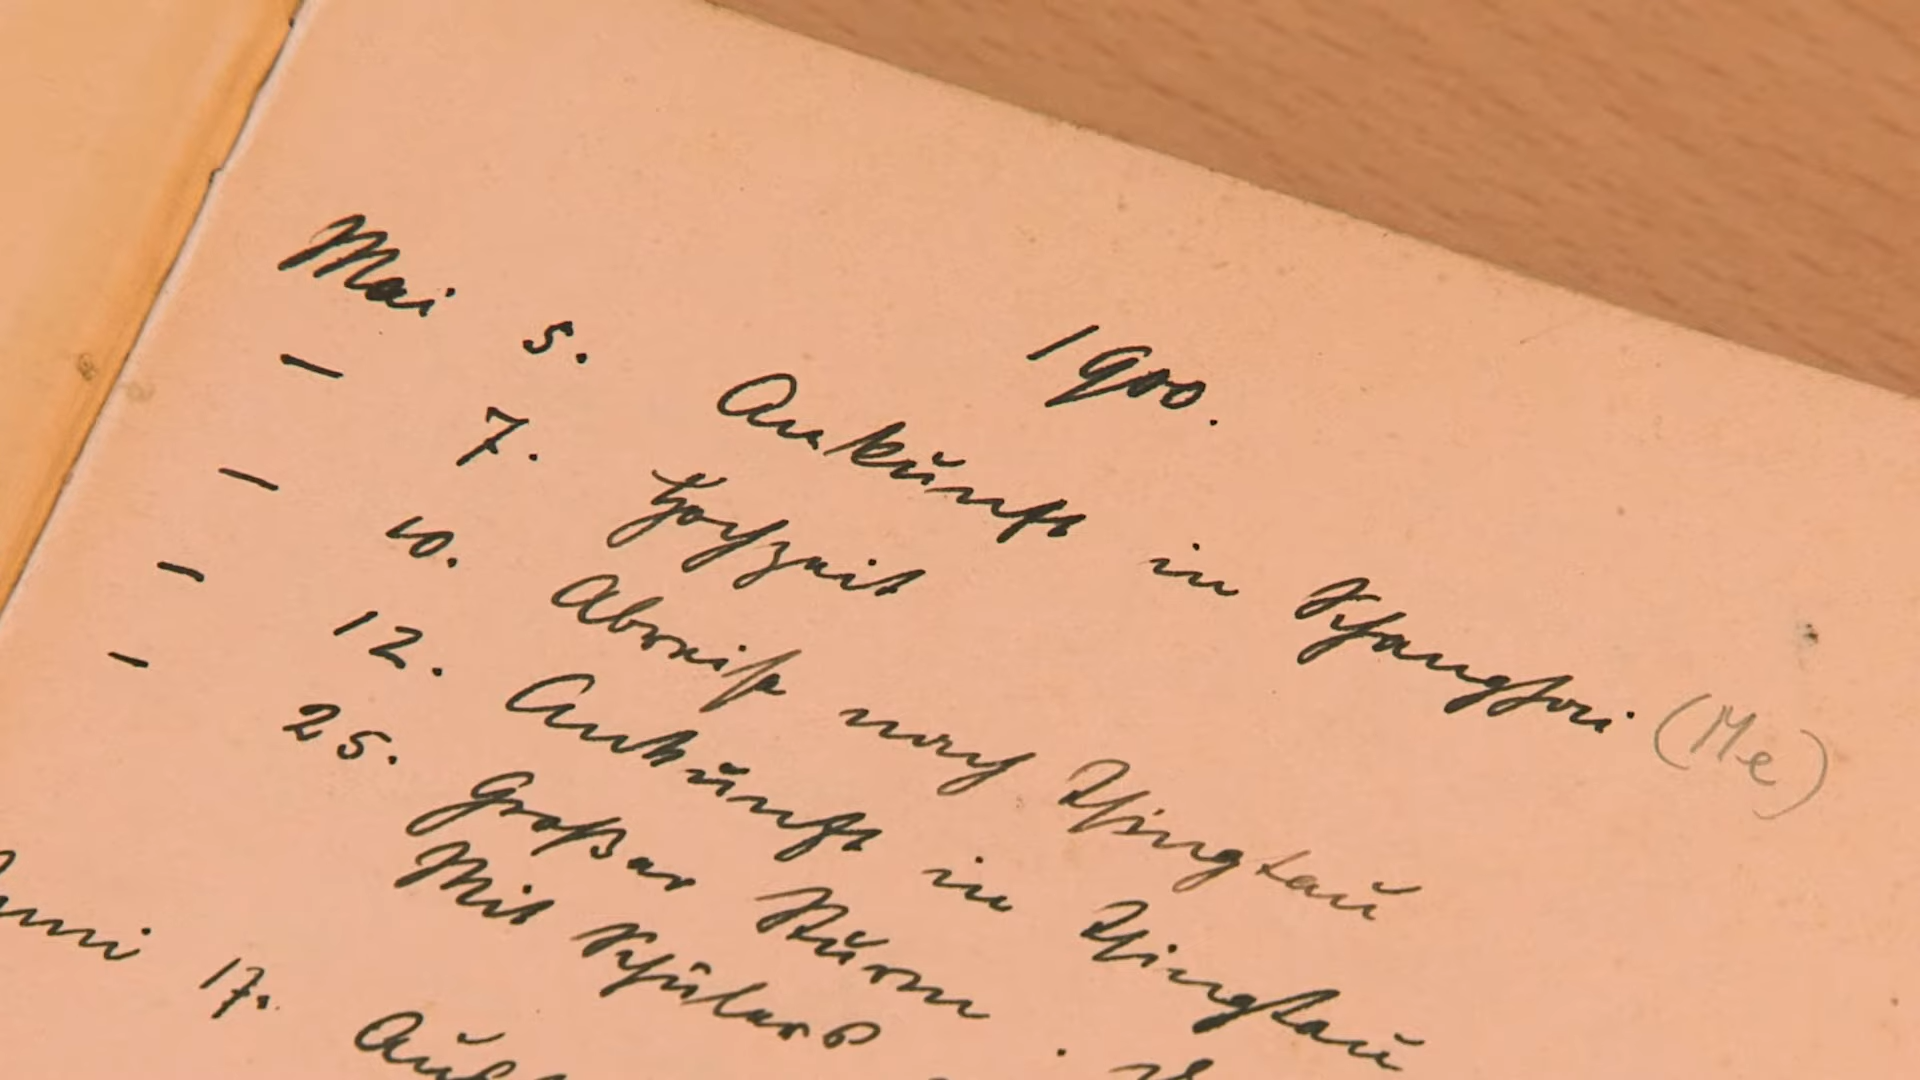 1900.
Mai 5. Ankunft in Schanghai (Me)
— 7. Hochzeit
— 10. Abreise nach Tsingtau
— 12. Ankunft in Tsingtau
— 25. Großer Sturm
Mit Schülers
Juni 17.